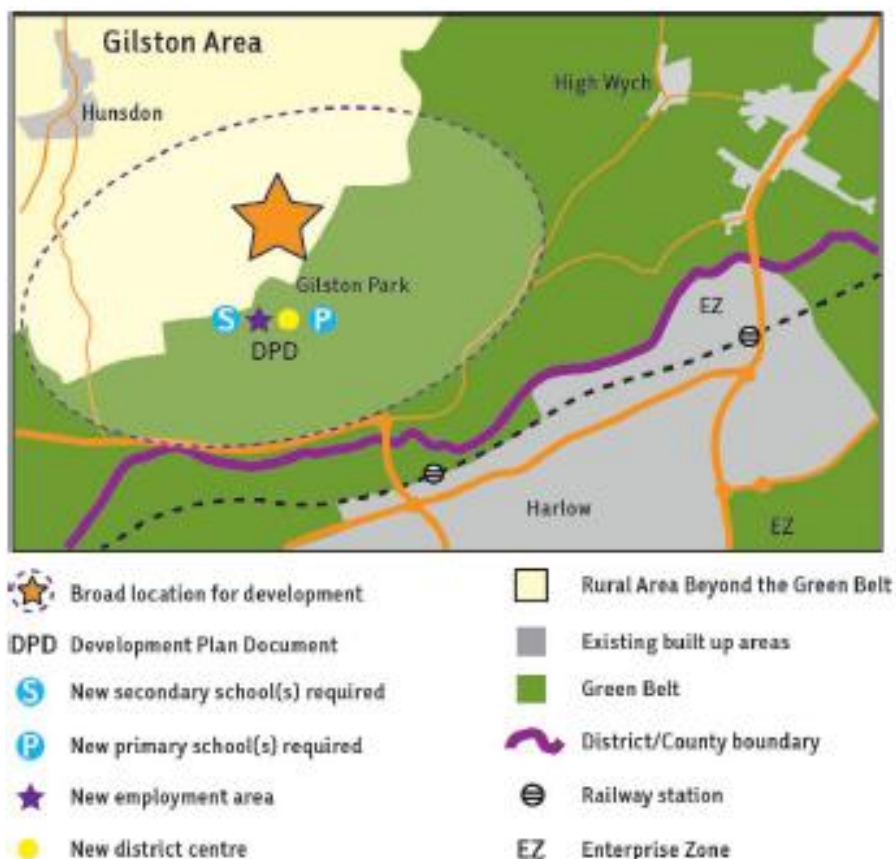 Gilston Area
High Wych
Hunsdon
Gilston Park
EZ
S
P
DPD
Harlow
EZ
Broad location for development
DPD Development Plan Document
S New secondary school(s) required
P New primary school(s) required
New employment area
New district centre
Rural Area Beyond the Green Belt
Existing built up areas
Green Belt
District/County boundary
Railway station
EZ Enterprise Zone